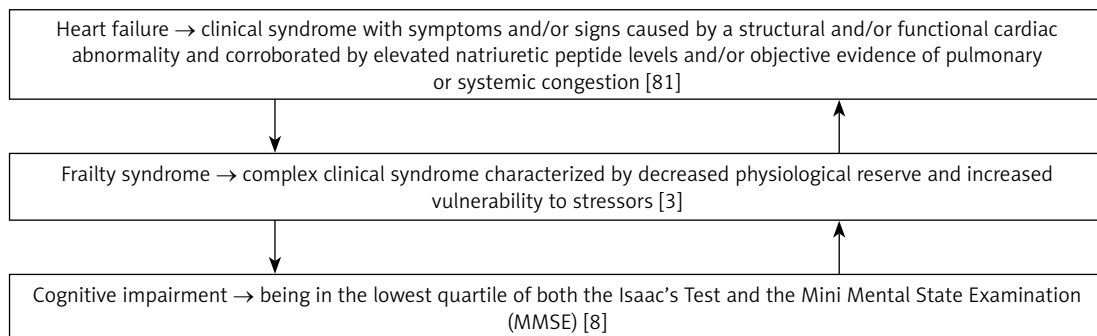 Heart failure → clinical syndrome with symptoms and/or signs caused by a structural and/or functional cardiac
abnormality and corroborated by elevated natriuretic peptide levels and/or objective evidence of pulmonary
or systemic congestion [81]
Frailty syndrome → complex clinical syndrome characterized by decreased physiological reserve and increased
vulnerability to stressors [3]
Cognitive impairment → being in the lowest quartile of both the Isaac's Test and the Mini Mental State Examination
(MMSE) [8]